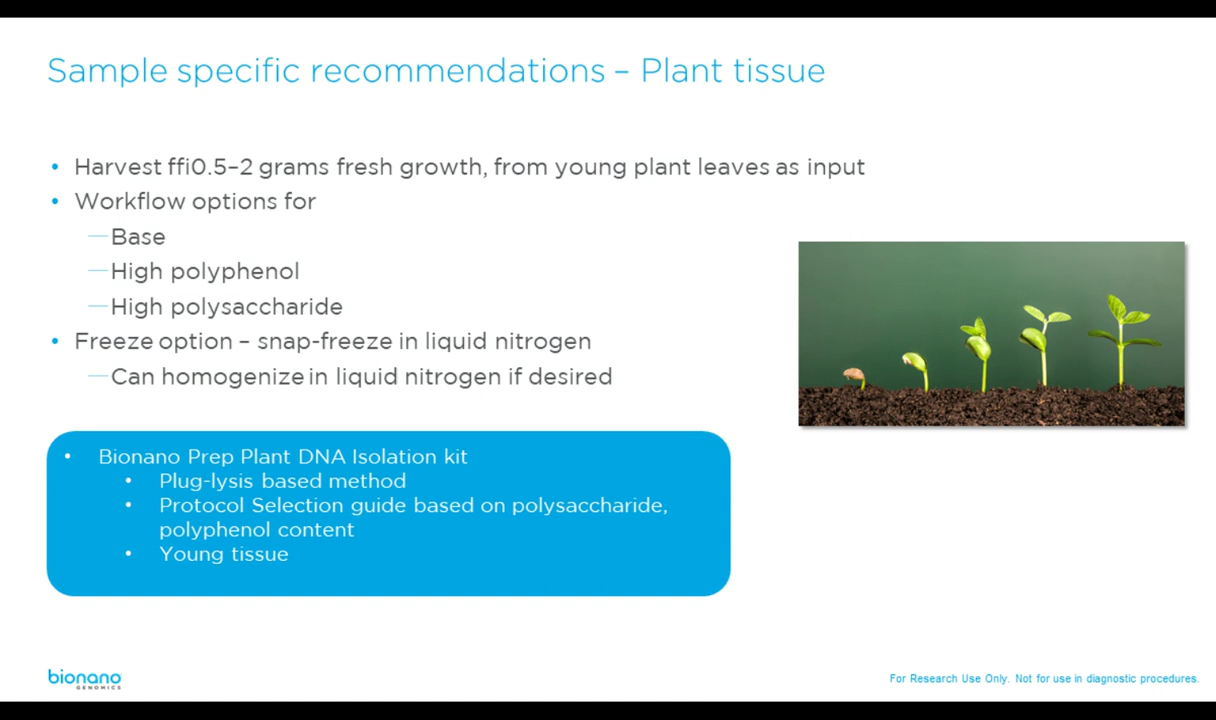 Sample specific recommendations – Plant tissue
• Harvest ffi0.5–2 grams fresh growth, from young plant leaves as input
• Workflow options for
—Base
—High polyphenol
—High polysaccharide
• Freeze option – snap-freeze in liquid nitrogen
—Can homogenize in liquid nitrogen if desired
• Bionano Prep Plant DNA Isolation kit
• Plug-lysis based method
• Protocol Selection guide based on polysaccharide,
polyphenol content
• Young tissue
bionano
GENOMICS
For Research Use Only. Not for use in diagnostic procedures.